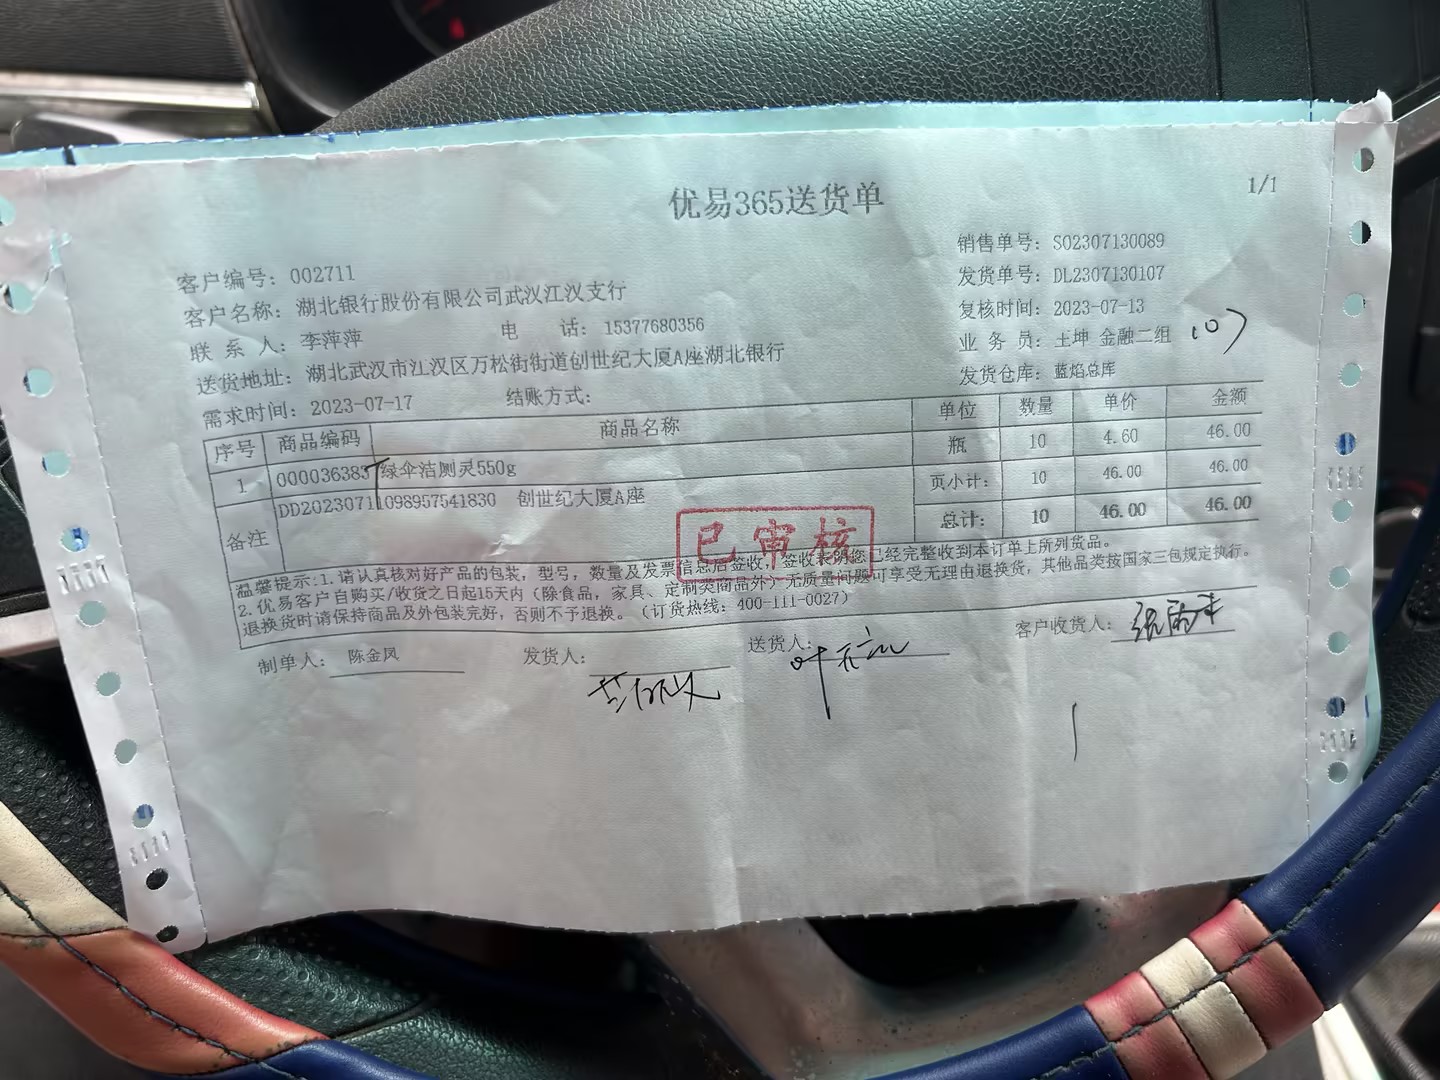 优易365送货单
1/1
客户编号: 002711
客户名称: 湖北银行股份有限公司武汉江汉支行
联 系 人: 李萍萍 电 话: 15377680356
送货地址: 湖北武汉市江汉区万松街街道创世纪大厦A座湖北银行
需求时间: 2023-07-17 结账方式:
销售单号: SO2307130089
发货单号: DL2307130107
复核时间: 2023-07-13
业 务 员: 王坤 金融二组
发货仓库: 蓝焰总库
序号 商品编码 商品名称 单位 数量 单价 金额
1 000036383 绿伞洁厕灵550g 瓶 10 4.60 46.00
页小计: 10 46.00 46.00
备注 DD20230711098957541830 创世纪大厦A座 总计: 10 46.00 46.00
已审核
温馨提示:1.请认真核对好产品的包装, 型号, 数量及发票信息后签收, 签收表明您已经完整收到本订单上所列货品。
2.优易客户自购买/收货之日起15天内 (除食品, 家具、定制类商品外) 无质量问题可享受无理由退换货, 其他品类按国家三包规定执行。
退换货时请保持商品及外包装完好, 否则不予退换。 (订货热线: 400-111-0027)
制单人: 陈金凤 发货人: 送货人: 客户收货人: